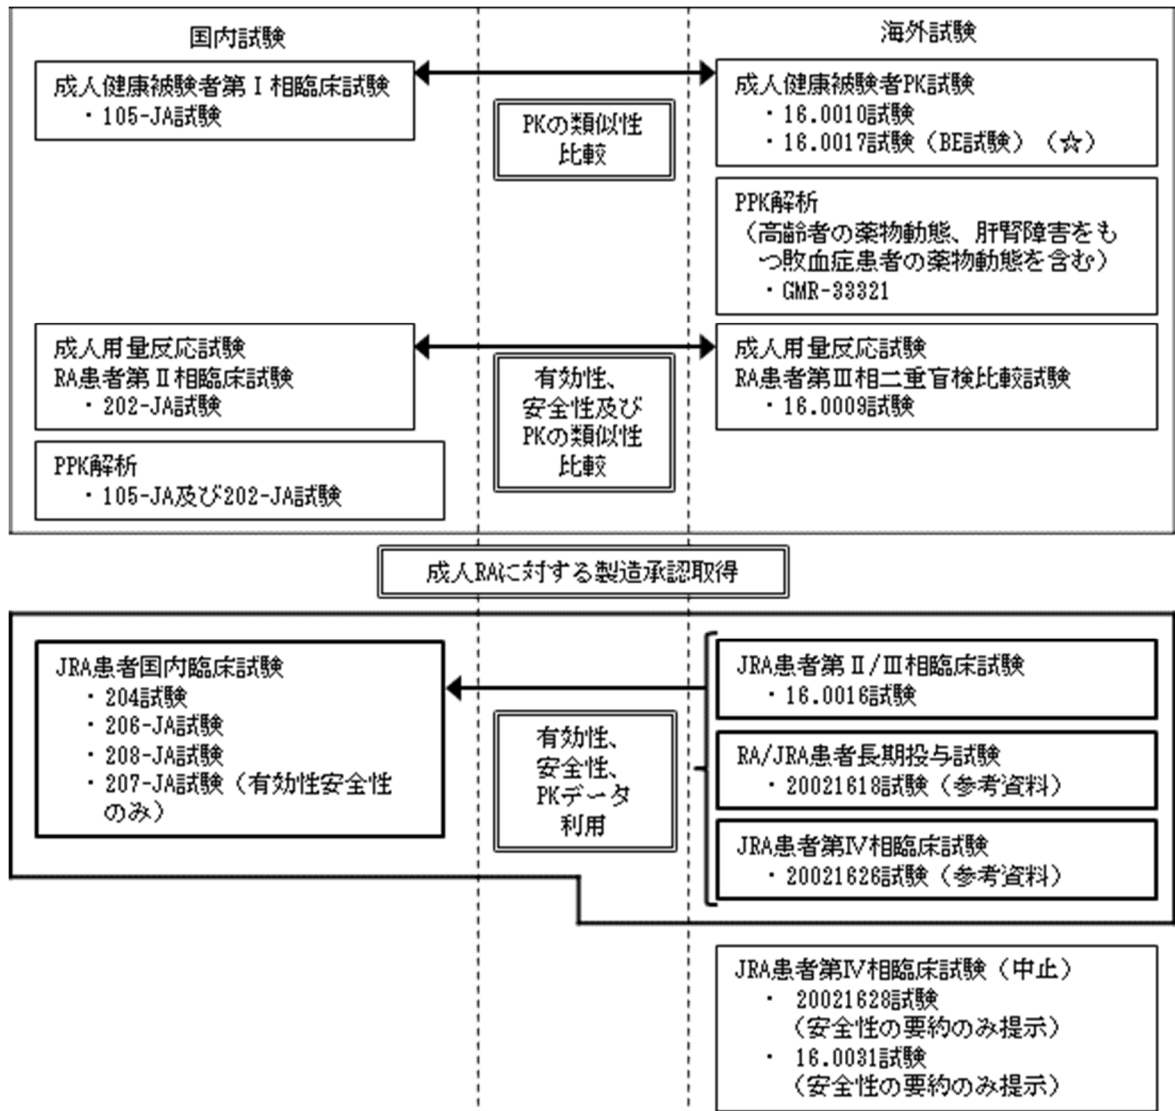 国内試験
海外試験
成人健康被験者第Ⅰ相臨床試験
・105-JA試験
PKの類似性
比較
成人健康被験者PK試験
・16.0010試験
・16.0017試験（BE試験）（☆）
PPK解析
（高齢者の薬物動態、肝腎障害をも
つ敗血症患者の薬物動態を含む）
・GMR-33321
成人用量反応試験
RA患者第Ⅱ相臨床試験
・202-JA試験
有効性、
安全性及び
PKの類似性
比較
成人用量反応試験
RA患者第Ⅲ相二重盲検比較試験
・16.0009試験
PPK解析
・105-JA及び202-JA試験
成人RAに対する製造承認取得
JRA患者国内臨床試験
・204試験
・206-JA試験
・208-JA試験
・207-JA試験（有効性安全性
のみ）
有効性、
安全性、
PKデータ
利用
JRA患者第Ⅱ/Ⅲ相臨床試験
・16.0016試験
RA/JRA患者長期投与試験
・20021618試験（参考資料）
JRA患者第Ⅳ相臨床試験
・20021626試験（参考資料）
JRA患者第Ⅳ相臨床試験（中止）
・ 20021628試験
（安全性の要約のみ提示）
・ 16.0031試験
（安全性の要約のみ提示）